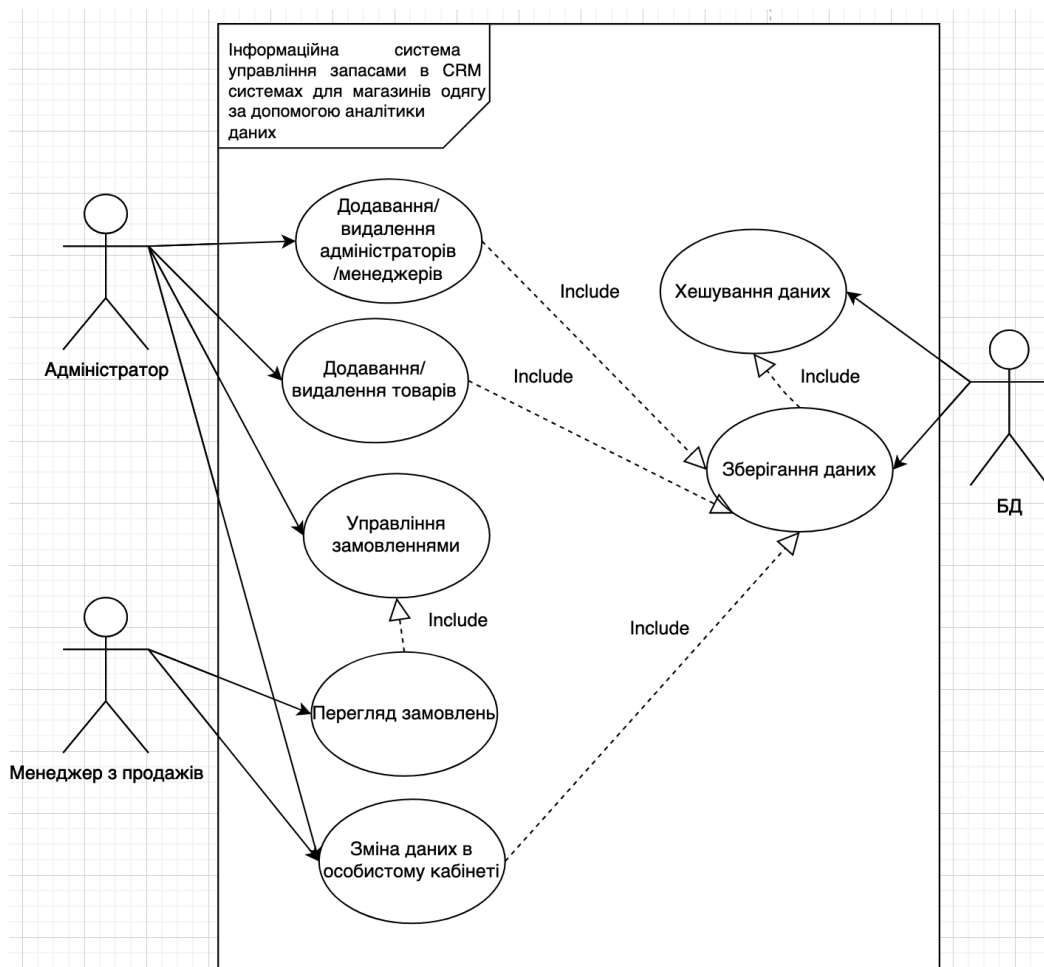 Інформаційна система
управління запасами в CRM
системах для магазинів одягу
за допомогою аналітики
даних
Додавання/
видалення
адміністраторів
/менеджерів
Include
Хешування даних
Адміністратор
Додавання/
видалення товарів
Include
Include
Зберігання даних
БД
Управління
замовленнями
Include
Include
Перегляд замовлень
Менеджер з продажів
Зміна даних в
особистому кабінеті